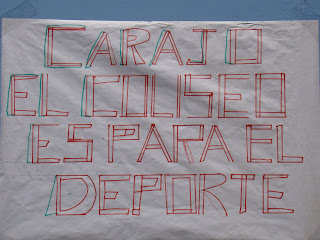 CARAJO
EL COLISEO
ES PARA EL
DEPORTE